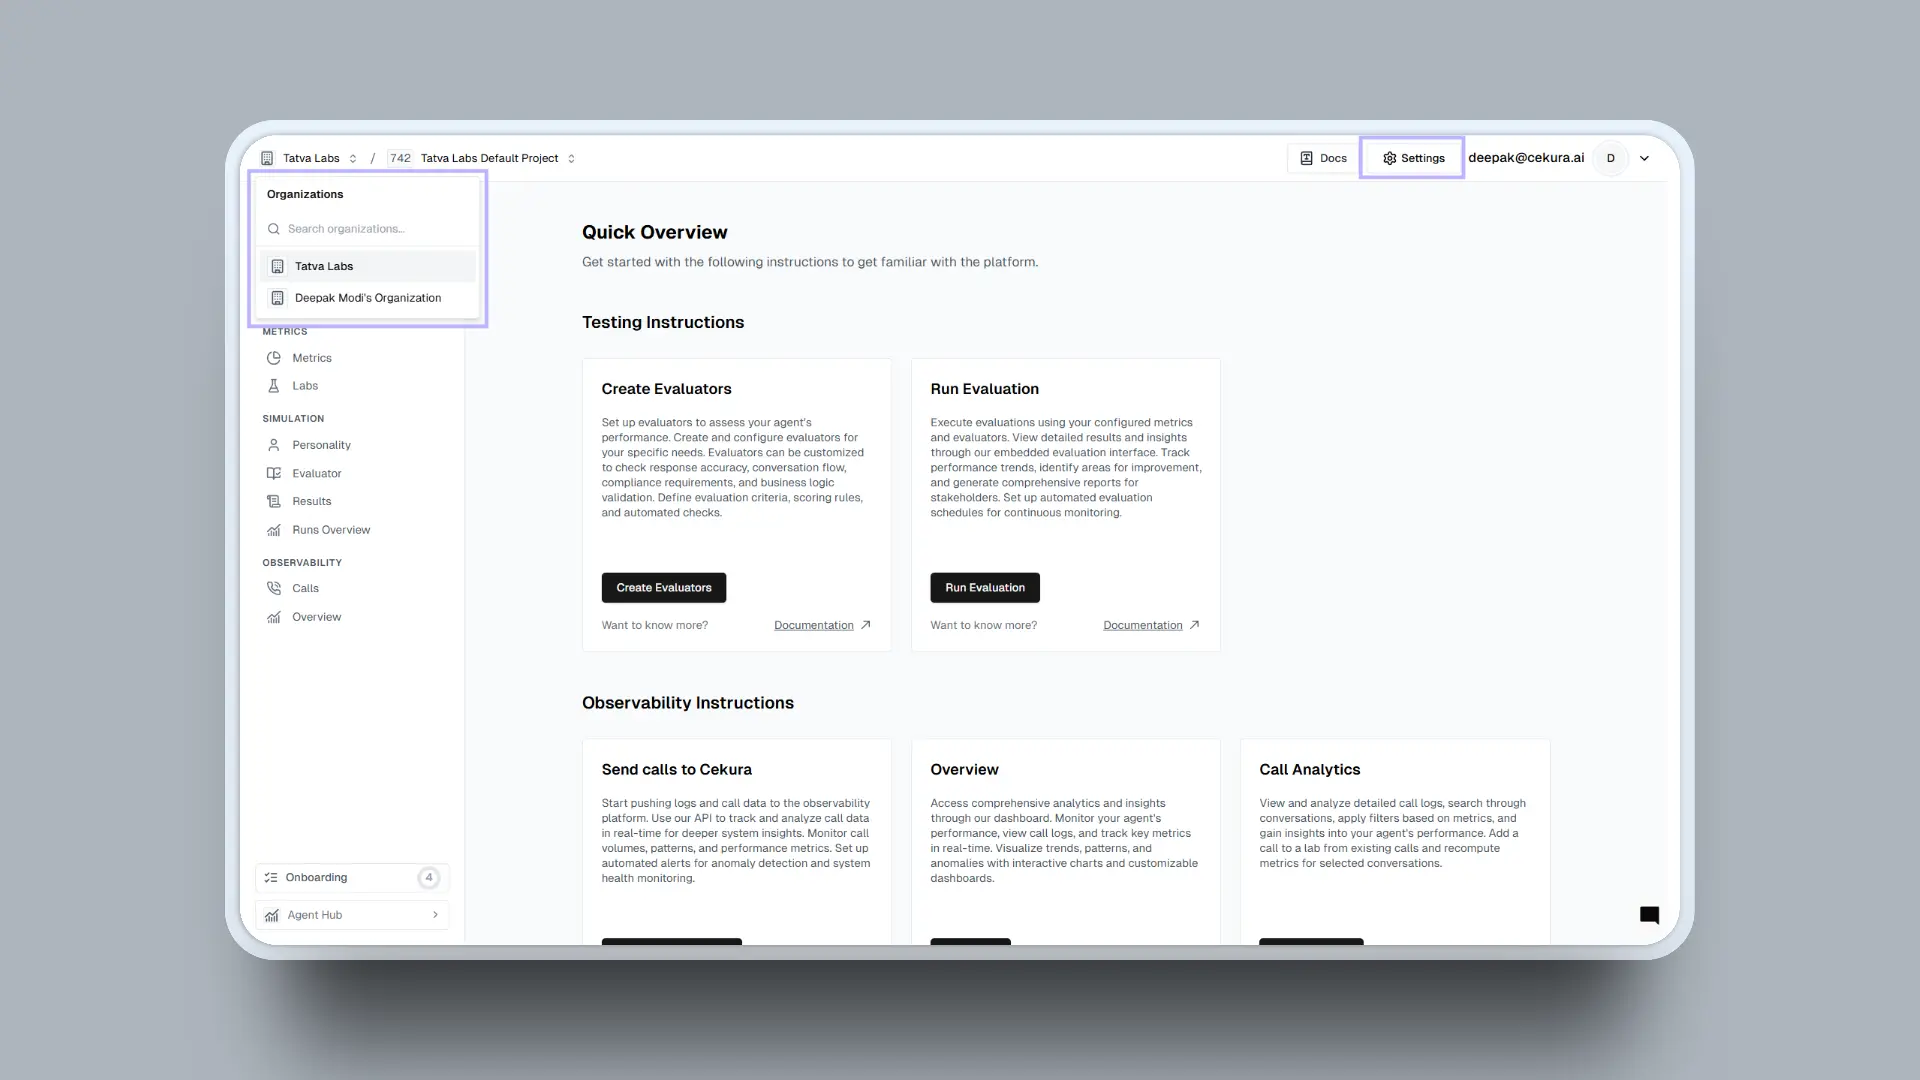 Tatva Labs / 742 Tatva Labs Default Project
Docs
Settings
deepak@cekura.ai
D
Organizations
Search organizations...
Tatva Labs
Deepak Modi's Organization
METRICS
Metrics
Labs
SIMULATION
Personality
Evaluator
Results
Runs Overview
OBSERVABILITY
Calls
Overview
Onboarding 4
Agent Hub
Quick Overview
Get started with the following instructions to get familiar with the platform.
Testing Instructions
Create Evaluators
Set up evaluators to assess your agent's
performance. Create and configure evaluators for
your specific needs. Evaluators can be customized
to check response accuracy, conversation flow,
compliance requirements, and business logic
validation. Define evaluation criteria, scoring rules,
and automated checks.
Create Evaluators
Want to know more? Documentation
Run Evaluation
Execute evaluations using your configured metrics
and evaluators. View detailed results and insights
through our embedded evaluation interface. Track
performance trends, identify areas for improvement,
and generate comprehensive reports for
stakeholders. Set up automated evaluation
schedules for continuous monitoring.
Run Evaluation
Want to know more? Documentation
Observability Instructions
Send calls to Cekura
Start pushing logs and call data to the observability
platform. Use our API to track and analyze call data
in real-time for deeper system insights. Monitor call
volumes, patterns, and performance metrics. Set up
automated alerts for anomaly detection and system
health monitoring.
Overview
Access comprehensive analytics and insights
through our dashboard. Monitor your agent's
performance, view call logs, and track key metrics
in real-time. Visualize trends, patterns, and
anomalies with interactive charts and customizable
dashboards.
Call Analytics
View and analyze detailed call logs, search through
conversations, apply filters based on metrics, and
gain insights into your agent's performance. Add a
call to a lab from existing calls and recompute
metrics for selected conversations.